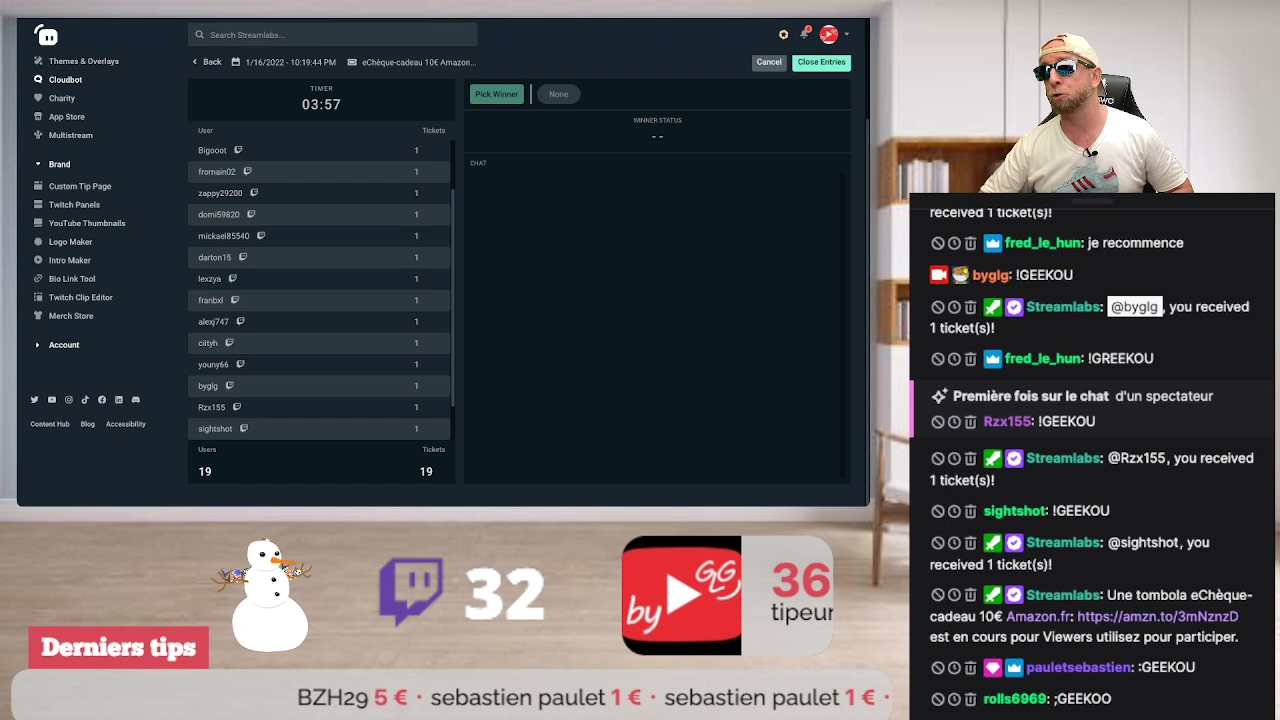 Search Streamlabs...
Themes & Overlays
Cloudbot
Charity
App Store
Multistream
Brand
Custom Tip Page
Twitch Panels
YouTube Thumbnails
Logo Maker
Intro Maker
Bio Link Tool
Twitch Clip Editor
Merch Store
Account
Content Hub Blog Accessibility
Back 1/16/2022 - 10:19:44 PM eChèque-cadeau 10€ Amazon...
Cancel Close Entries
TIMER
03:57
User Tickets
Bigooot 1
fromain02 1
zappy29200 1
domi59820 1
mickael85540 1
darton15 1
lexzya 1
franbxl 1
alexj747 1
ciityh 1
youny66 1
byglg 1
Rzx155 1
sightshot 1
Users Tickets
19 19
Pick Winner None
WINNER STATUS
--
CHAT
received 1 ticket(s)!
fred_le_hun: je recommence
byglg: !GEEKOU
Streamlabs: @byglg, you received
1 ticket(s)!
fred_le_hun: !GREEKOU
Première fois sur le chat d'un spectateur
Rzx155: !GEEKOU
Streamlabs: @Rzx155, you received
1 ticket(s)!
sightshot: !GEEKOU
Streamlabs: @sightshot, you
received 1 ticket(s)!
Streamlabs: Une tombola eChèque-
cadeau 10€ Amazon.fr: https://amzn.to/3mNznzD
est en cours pour Viewers utilisez pour participer.
pauletsebastien: :GEEKOU
rolls6969: ;GEEKOO
32
by GLG
36
tipeur
Derniers tips
BZH29 5 € · sebastien paulet 1 € · sebastien paulet 1 € ·